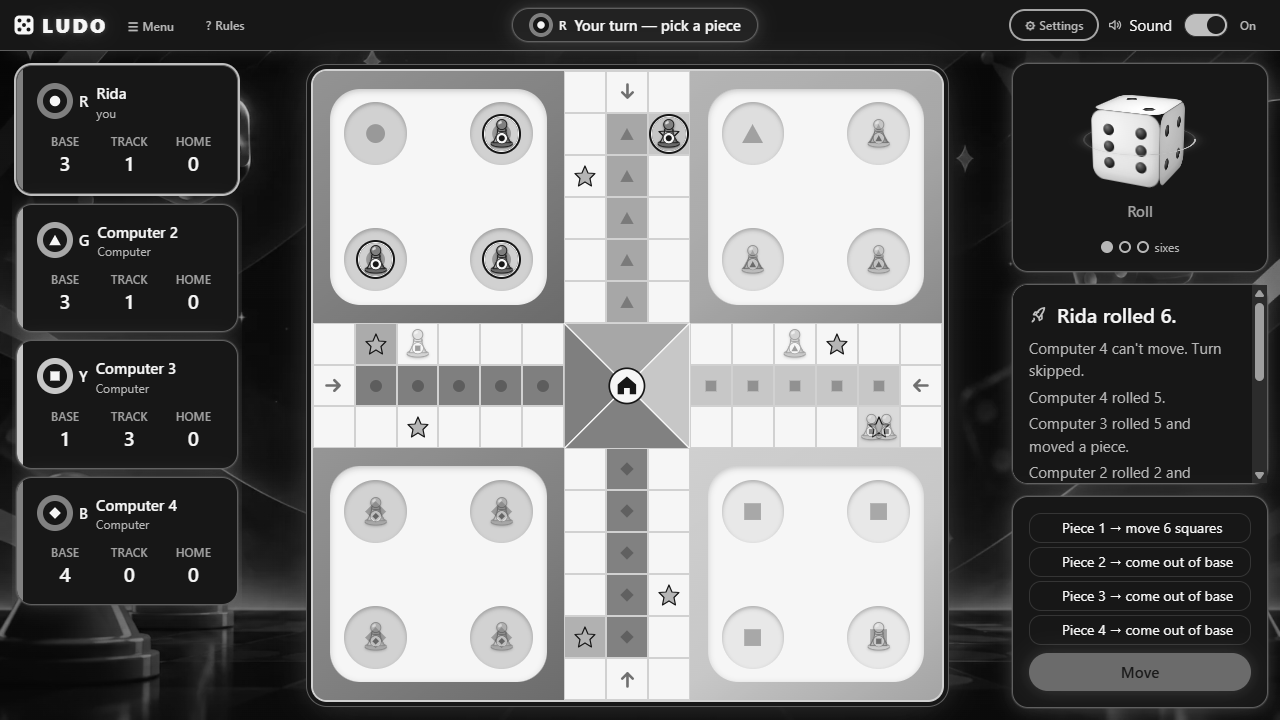 LUDO
☰ Menu
? Rules
R Your turn — pick a piece
⚙ Settings
Sound
On
R Rida
you
BASE TRACK HOME
3 1 0
G Computer 2
Computer
BASE TRACK HOME
3 1 0
Y Computer 3
Computer
BASE TRACK HOME
1 3 0
B Computer 4
Computer
BASE TRACK HOME
4 0 0
Roll
sixes
Rida rolled 6.
Computer 4 can't move. Turn
skipped.
Computer 4 rolled 5.
Computer 3 rolled 5 and
moved a piece.
Computer 2 rolled 2 and
Piece 1 → move 6 squares
Piece 2 → come out of base
Piece 3 → come out of base
Piece 4 → come out of base
Move